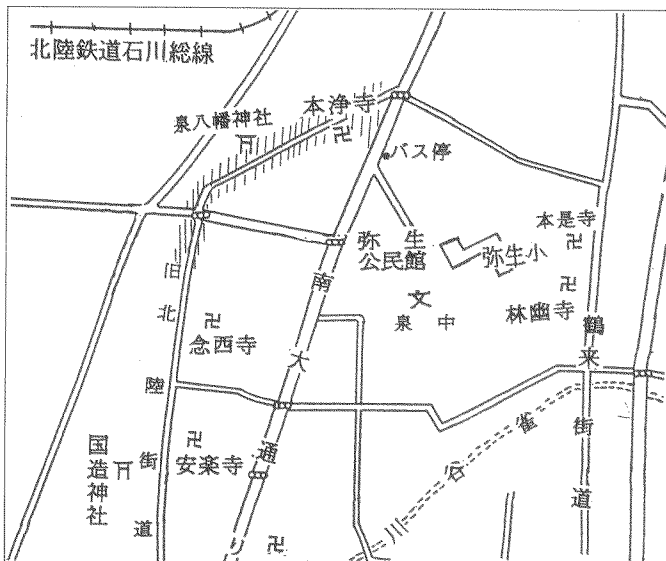 北陸鉄道石川総線
本浄寺
泉八幡神社
バス停
本是寺
弥生
公民館
弥生小
林幽寺
文
泉中
旧北陸街道
南大通り
鶴来街道
念西寺
安楽寺
国造神社
雀谷川